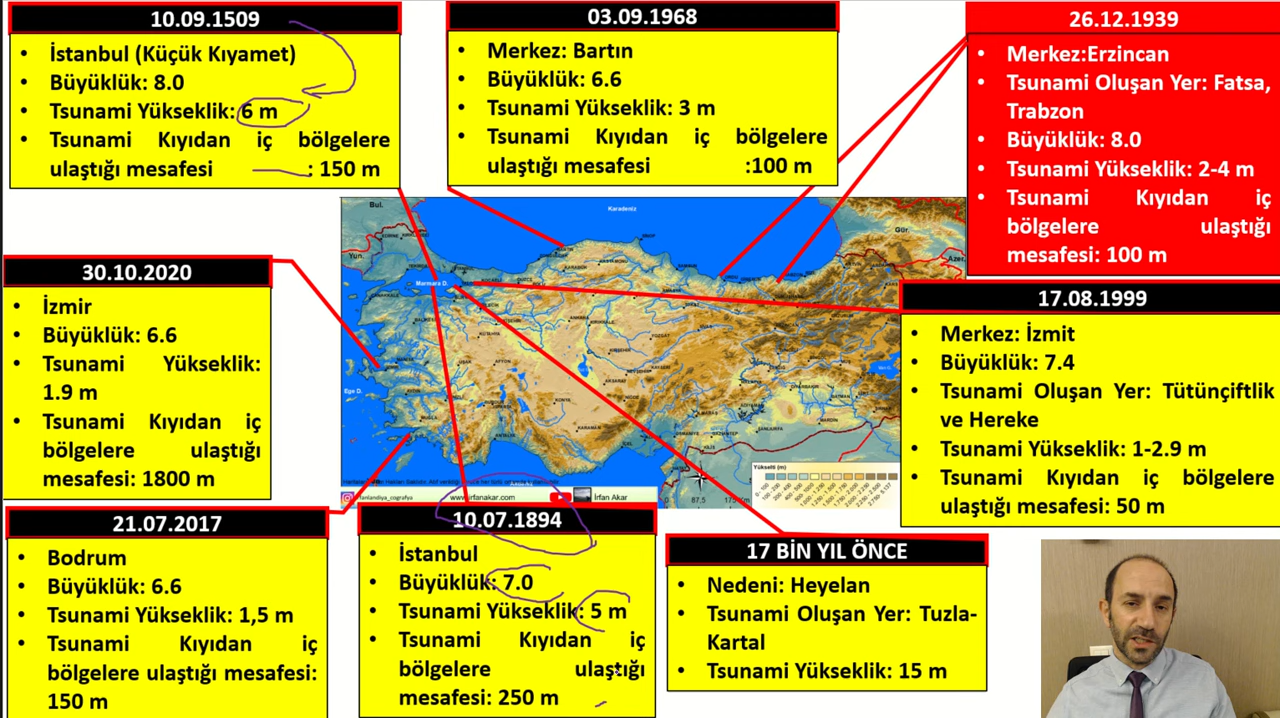 10.09.1509
• İstanbul (Küçük Kıyamet)
• Büyüklük: 8.0
• Tsunami Yükseklik: 6 m
• Tsunami Kıyıdan iç bölgelere
ulaştığı mesafesi : 150 m
03.09.1968
• Merkez: Bartın
• Büyüklük: 6.6
• Tsunami Yükseklik: 3 m
• Tsunami Kıyıdan iç bölgelere
ulaştığı mesafesi :100 m
26.12.1939
• Merkez:Erzincan
• Tsunami Oluşan Yer: Fatsa,
Trabzon
• Büyüklük: 8.0
• Tsunami Yükseklik: 2-4 m
• Tsunami Kıyıdan iç
bölgelere ulaştığı
mesafesi: 100 m
30.10.2020
• İzmir
• Büyüklük: 6.6
• Tsunami Yükseklik:
1.9 m
• Tsunami Kıyıdan iç
bölgelere ulaştığı
mesafesi: 1800 m
Bul.
Karadeniz
Gür.
Yun.
Azer.
Marmara D.
Ege D.
Yükselti (m)
www.irfanakar.com
İrfan Akar
17.08.1999
• Merkez: İzmit
• Büyüklük: 7.4
• Tsunami Oluşan Yer: Tütünçiftlik
ve Hereke
• Tsunami Yükseklik: 1-2.9 m
• Tsunami Kıyıdan iç bölgelere
ulaştığı mesafesi: 50 m
21.07.2017
• Bodrum
• Büyüklük: 6.6
• Tsunami Yükseklik: 1,5 m
• Tsunami Kıyıdan iç
bölgelere ulaştığı mesafesi:
150 m
10.07.1894
• İstanbul
• Büyüklük: 7.0
• Tsunami Yükseklik: 5 m
• Tsunami Kıyıdan iç
bölgelere ulaştığı
mesafesi: 250 m
17 BİN YIL ÖNCE
• Nedeni: Heyelan
• Tsunami Oluşan Yer: Tuzla-
Kartal
• Tsunami Yükseklik: 15 m